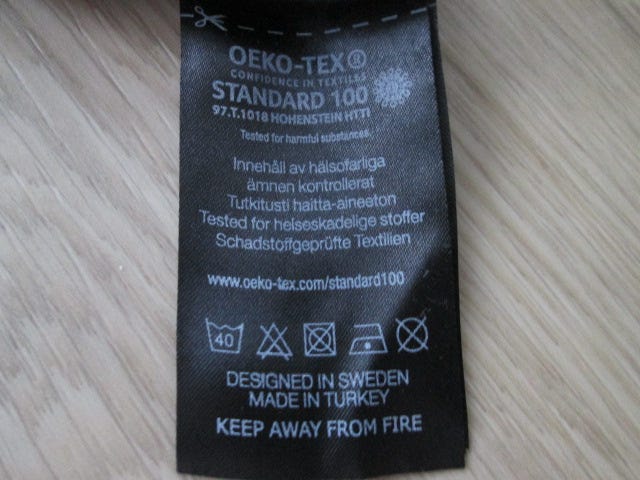 OEKO-TEX®
CONFIDENCE IN TEXTILES
STANDARD 100
97.T.1018 HOHENSTEIN HTTI
Tested for harmful substances.
Innehåll av hälsofarliga
ämnen kontrollerat
Tutkitusti haitta-aineeton
Tested for helseskadelige stoffer
Schadstoffgeprüfte Textilien
www.oeko-tex.com/standard100
40
DESIGNED IN SWEDEN
MADE IN TURKEY
KEEP AWAY FROM FIRE